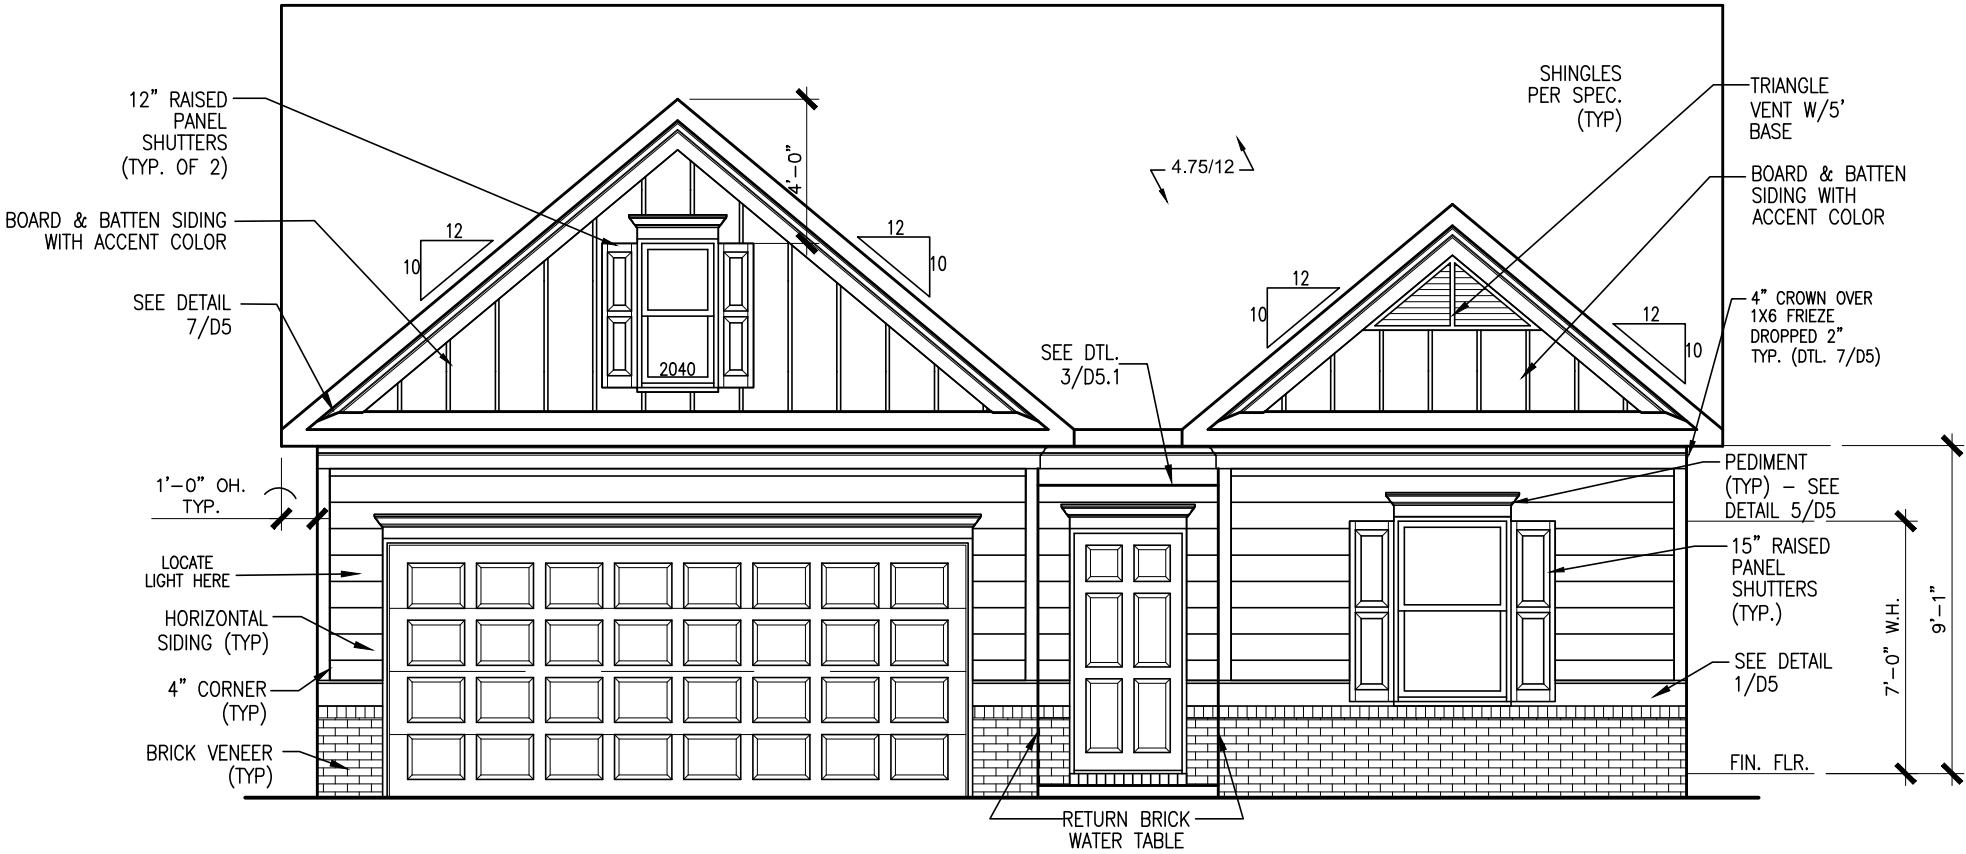 12” RAISED
PANEL
SHUTTERS
(TYP. OF 2)
BOARD & BATTEN SIDING
WITH ACCENT COLOR
SEE DETAIL
7/D5
12
10
4'-0”
12
10
2040
4.75/12
SHINGLES
PER SPEC.
(TYP)
TRIANGLE
VENT W/5'
BASE
BOARD & BATTEN
SIDING WITH
ACCENT COLOR
12
10
12
10
4” CROWN OVER
1X6 FRIEZE
DROPPED 2”
TYP. (DTL. 7/D5)
SEE DTL.
3/D5.1
1'-0” OH.
TYP.
LOCATE
LIGHT HERE
HORIZONTAL
SIDING (TYP)
4” CORNER
(TYP)
BRICK VENEER
(TYP)
PEDIMENT
(TYP) – SEE
DETAIL 5/D5
15” RAISED
PANEL
SHUTTERS
(TYP.)
SEE DETAIL
1/D5
7'-0” W.H.
9'-1”
FIN. FLR.
RETURN BRICK
WATER TABLE